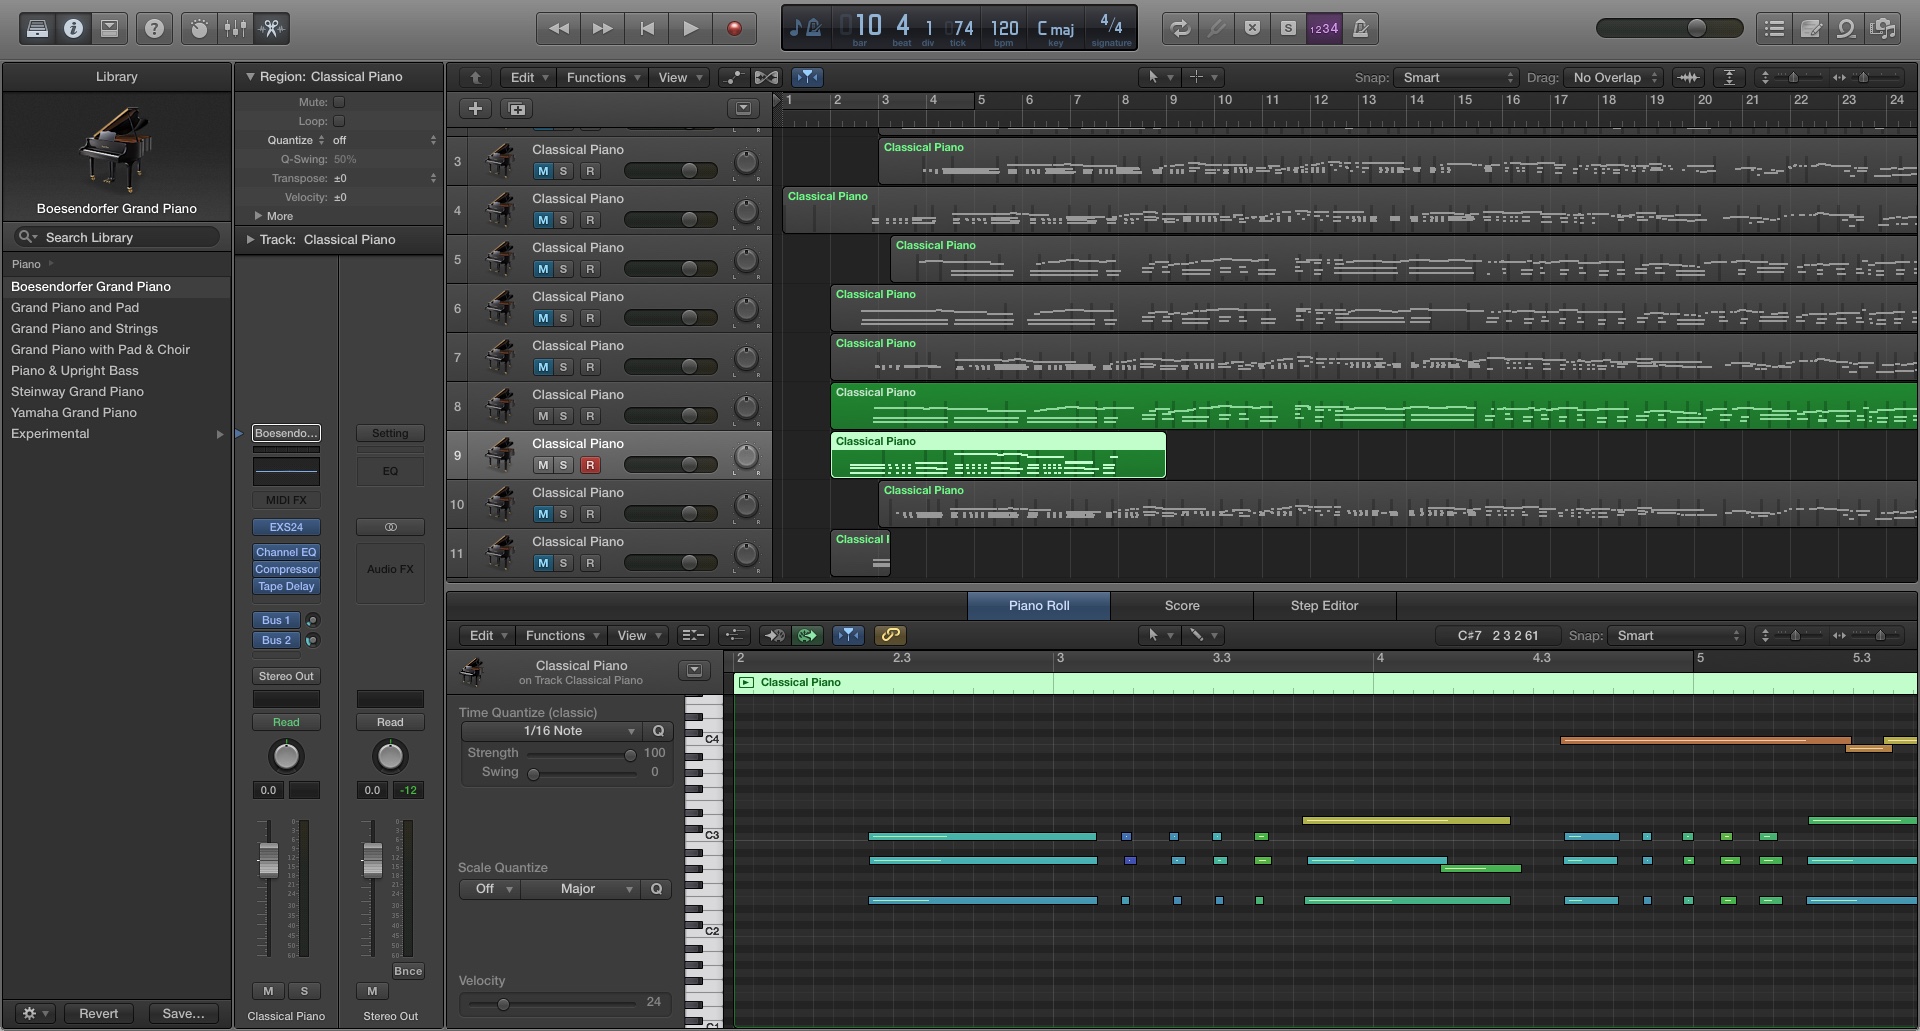 10 4 1 074 120 C maj 4/4
bar beat div tick bpm key signature
S 1234
Library
Boesendorfer Grand Piano
Search Library
Piano
Boesendorfer Grand Piano
Grand Piano and Pad
Grand Piano and Strings
Grand Piano with Pad & Choir
Piano & Upright Bass
Steinway Grand Piano
Yamaha Grand Piano
Experimental
Revert Save...
Region: Classical Piano
Mute:
Loop:
Quantize off
Q-Swing: 50%
Transpose: ±0
Velocity: ±0
More
Track: Classical Piano
Boesendo... Setting
EQ
MIDI FX
EXS24
Channel EQ
Compressor Audio FX
Tape Delay
Bus 1
Bus 2
Stereo Out
Read Read
0.0 0.0 -12
Bnce
M S M
Classical Piano Stereo Out
Edit Functions View Snap: Smart Drag: No Overlap
1 2 3 4 5 6 7 8 9 10 11 12 13 14 15 16 17 18 19 20 21 22 23 24
3 Classical Piano M S R Classical Piano
4 Classical Piano M S R Classical Piano
5 Classical Piano M S R Classical Piano
6 Classical Piano M S R Classical Piano
7 Classical Piano M S R Classical Piano
8 Classical Piano M S R Classical Piano
9 Classical Piano M S R Classical Piano
10 Classical Piano M S R Classical Piano
11 Classical Piano M S R Classical
Piano Roll Score Step Editor
Edit Functions View C#7 2 3 2 61 Snap: Smart
Classical Piano
on Track Classical Piano
2 2.3 3 3.3 4 4.3 5 5.3
Classical Piano
Time Quantize (classic)
1/16 Note Q
Strength 100
Swing 0
Scale Quantize
Off Major Q
Velocity
24
C4
C3
C2
C1